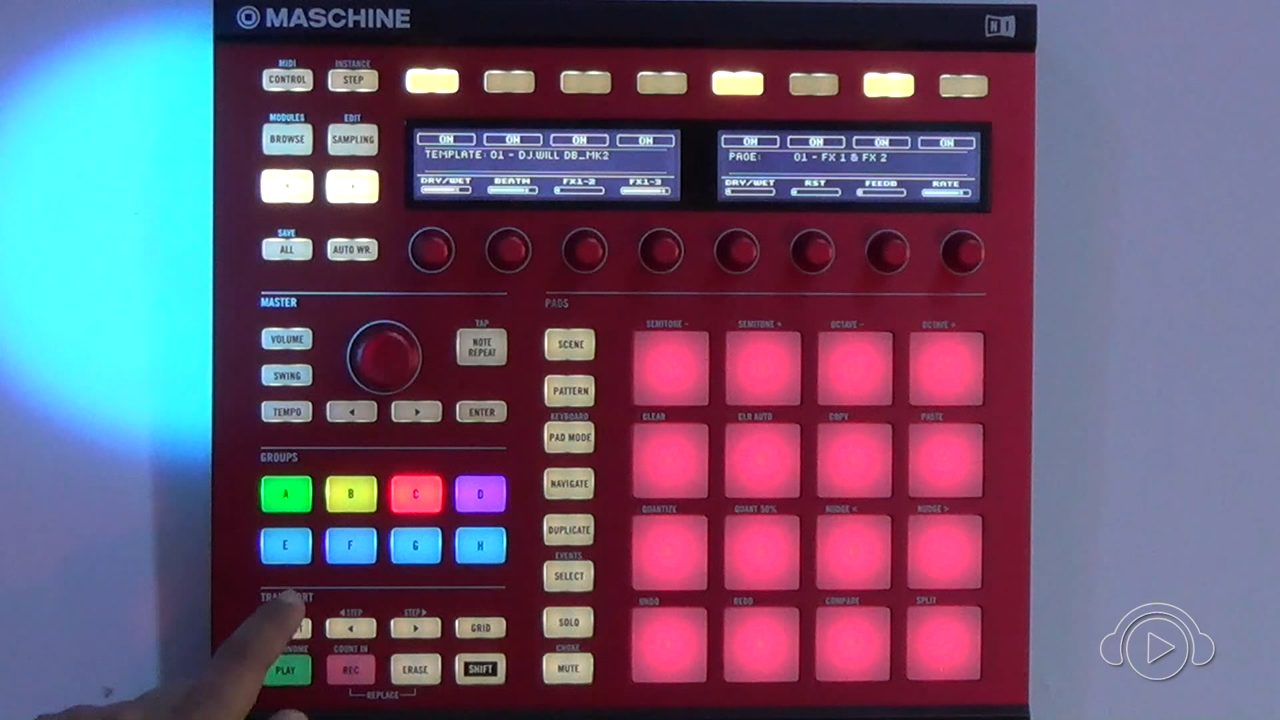 MASCHINE
NI
MIDI
INSTANCE
CONTROL
STEP
MODULES
EDIT
BROWSE
SAMPLING
ON ON ON ON
TEMPLATE: 01 - DJ.WILL DB_MK2
DRY/WET BEATM FX1-2 FX1-3
ON ON ON ON
PAGE: 01 - FX 1 & FX 2
DRY/WET RST FEEDB RATE
SAVE
ALL
AUTO WR.
MASTER
VOLUME
SWING
TEMPO
TAP
NOTE
REPEAT
ENTER
GROUPS
A B C D
E F G H
STEP
STEP
GRID
COUNT IN
PLAY
REC
ERASE
SHIFT
REPLACE
PADS
SCENE
PATTERN
KEYBOARD
PAD MODE
NAVIGATE
DUPLICATE
EVENTS
SELECT
SOLO
CHOKE
MUTE
SEMITONE - SEMITONE + OCTAVE - OCTAVE +
CLEAR CLR AUTO COPY PASTE
QUANTIZE QUANT 50% NUDGE < NUDGE >
UNDO REDO COMPARE SPLIT